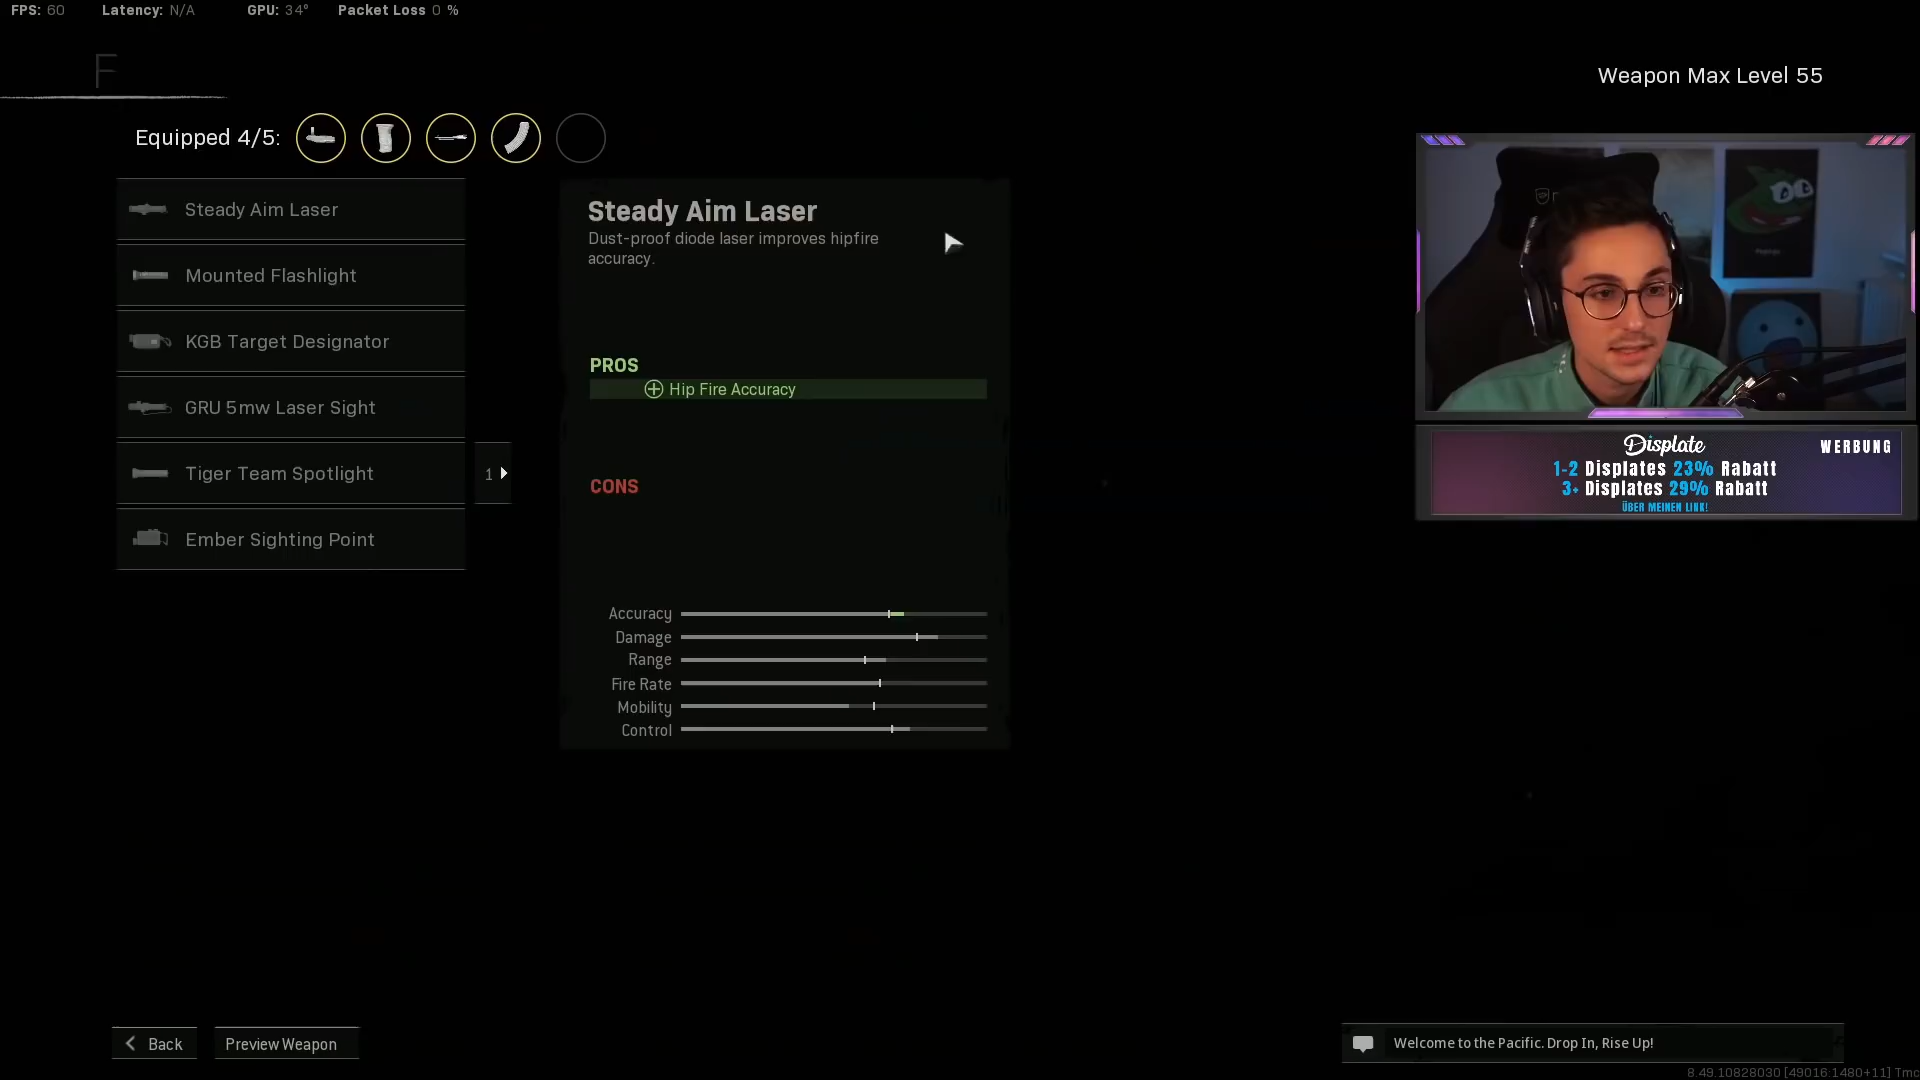 FPS: 60 Latency: N/A GPU: 34° Packet Loss 0 %
F
Weapon Max Level 55
Equipped 4/5:
Steady Aim Laser
Mounted Flashlight
KGB Target Designator
GRU 5mw Laser Sight
Tiger Team Spotlight
1
Ember Sighting Point
Steady Aim Laser
Dust-proof diode laser improves hipfire
accuracy.
PROS
Hip Fire Accuracy
CONS
Accuracy
Damage
Range
Fire Rate
Mobility
Control
Displate
WERBUNG
1-2 Displates 23% Rabatt
3+ Displates 29% Rabatt
ÜBER MEINEN LINK!
Back
Preview Weapon
Welcome to the Pacific. Drop In, Rise Up!
8.49.10828030 [49016:1480+11] Tmc